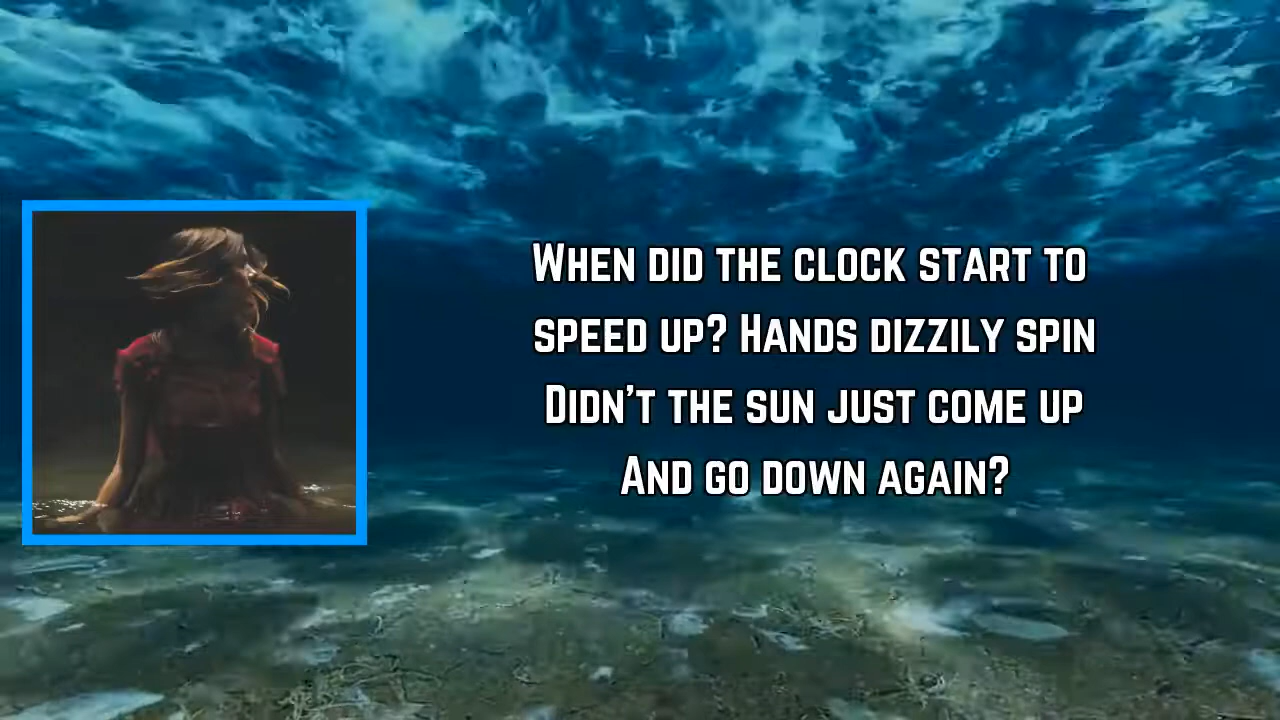 When did the clock start to
speed up? Hands dizzily spin
Didn't the sun just come up
And go down again?